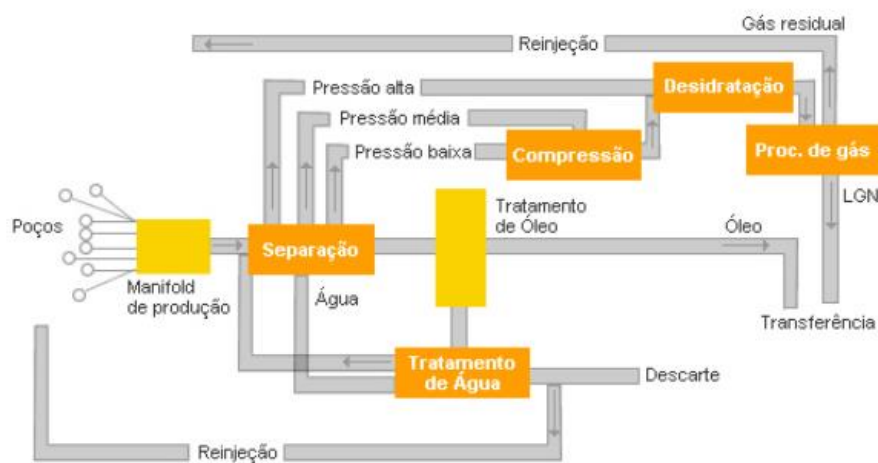 Gás residual
Reinjeção
Pressão alta
Desidratação
Pressão média
Pressão baixa
Compressão
Proc. de gás
LGN
Tratamento
de Óleo
Poços
Separação
Óleo
Manifold
de produção
Água
Transferência
Tratamento
de Água
Descarte
Reinjeção